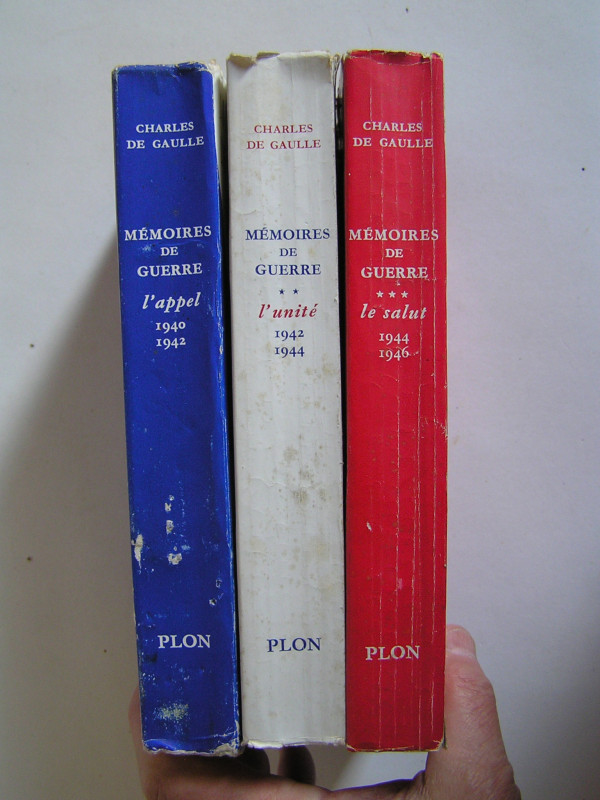 CHARLES
DE GAULLE
MÉMOIRES
DE
GUERRE
l'appel
1940
1942
PLON
CHARLES
DE GAULLE
MÉMOIRES
DE
GUERRE
★ ★
l'unité
1942
1944
PLON
CHARLES
DE GAULLE
MÉMOIRES
DE
GUERRE
★ ★ ★
le salut
1944
1946
PLON